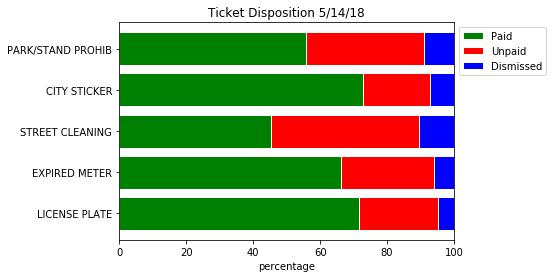 Ticket Disposition 5/14/18
PARK/STAND PROHIB
CITY STICKER
STREET CLEANING
EXPIRED METER
LICENSE PLATE
0 20 40 60 80 100
percentage
Paid
Unpaid
Dismissed